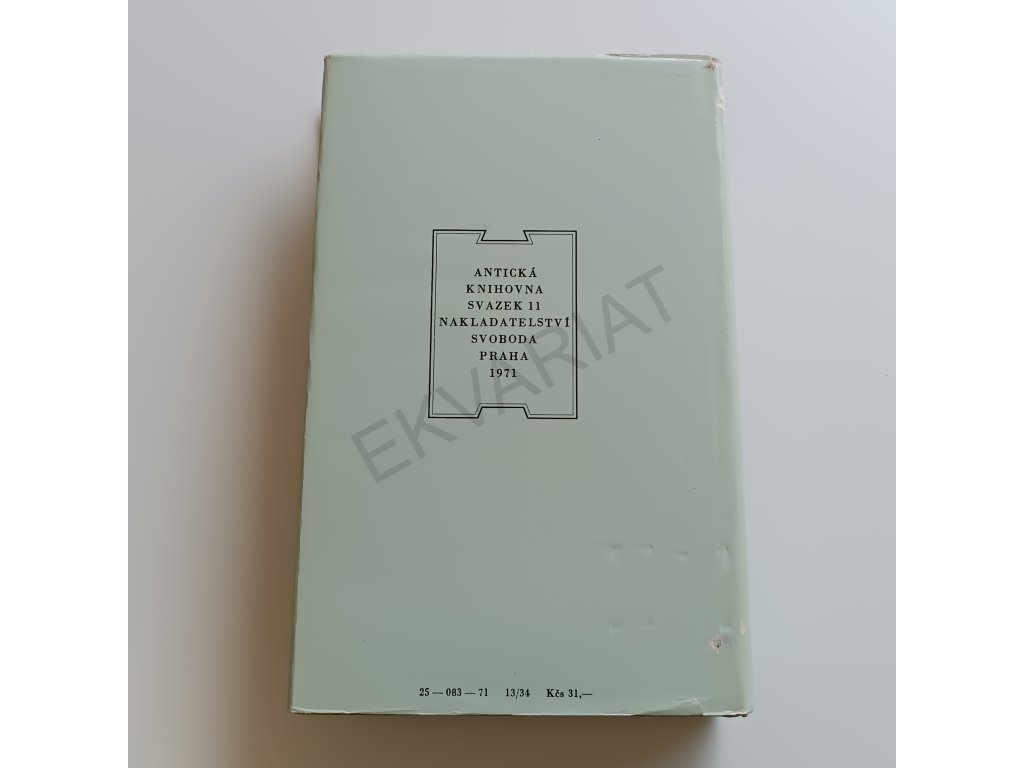 ANTICKÁ
KNIHOVNA
SVAZEK 11
NAKLADATELSTVÍ
SVOBODA
PRAHA
1971
EKVARIAT
25 — 083 — 71 13/34 Kčs 31,—